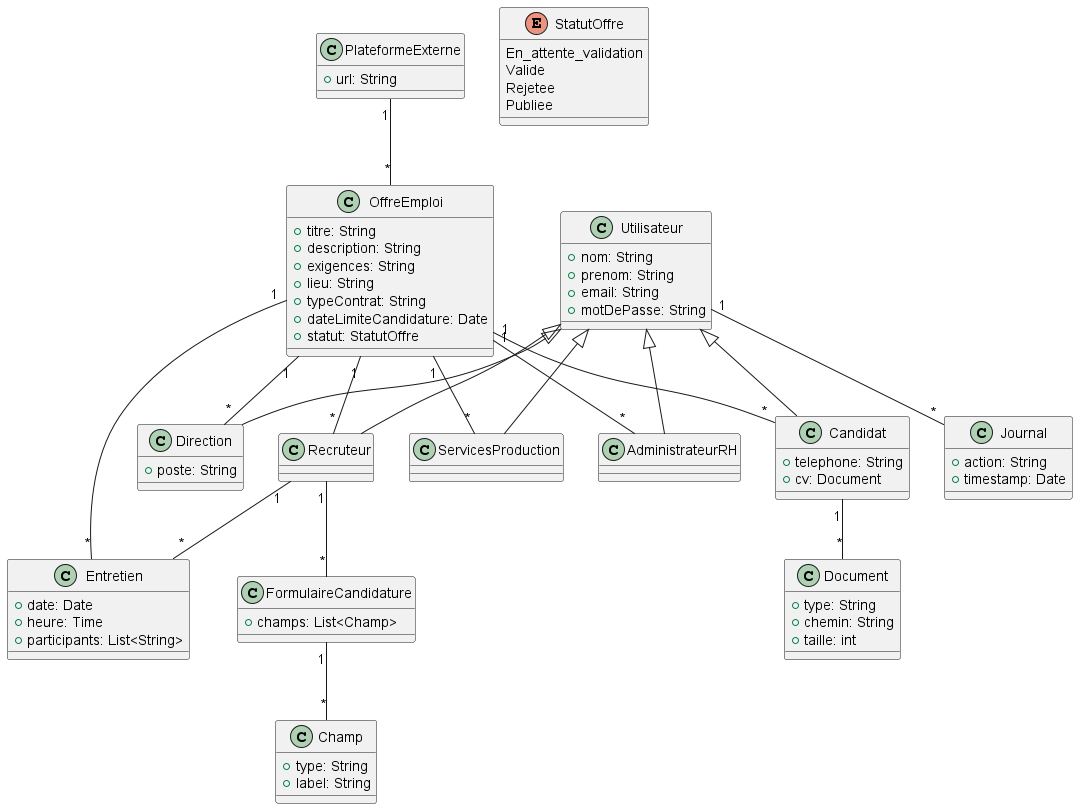 E StatutOffre
En_attente_validation
Valide
Rejetee
Publiee
C PlateformeExterne
url: String
1
*
C OffreEmploi
titre: String
description: String
exigences: String
lieu: String
typeContrat: String
dateLimiteCandidature: Date
statut: StatutOffre
C Utilisateur
nom: String
prenom: String
email: String
motDePasse: String
1
1
1
1
1
1
1
1
*
*
*
*
*
*
C Direction
poste: String
C Recruteur
C ServicesProduction
C AdministrateurRH
C Candidat
telephone: String
cv: Document
C Journal
action: String
timestamp: Date
1
1
1
*
*
*
*
C Entretien
date: Date
heure: Time
participants: List<String>
C FormulaireCandidature
champs: List<Champ>
C Document
type: String
chemin: String
taille: int
1
*
C Champ
type: String
label: String